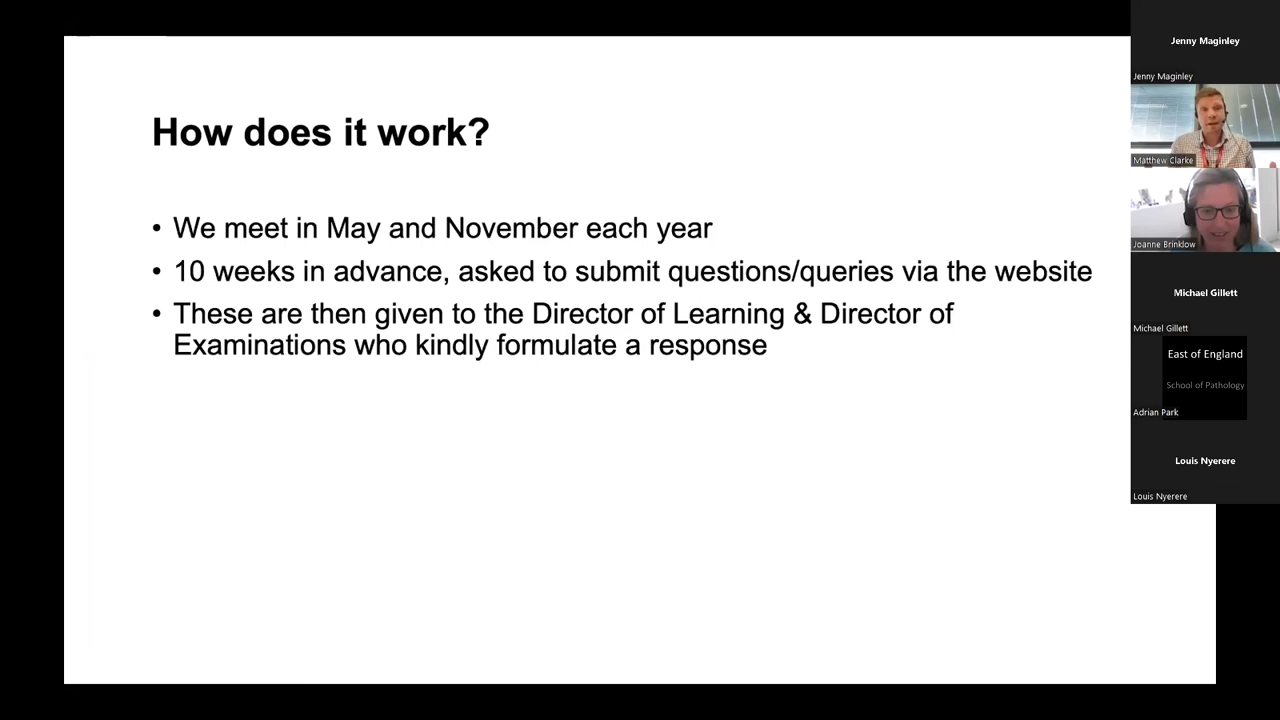 How does it work?
• We meet in May and November each year
• 10 weeks in advance, asked to submit questions/queries via the website
• These are then given to the Director of Learning & Director of
Examinations who kindly formulate a response
Jenny Maginley
Jenny Maginley
Matthew Clarke
Joanne Brinklow
Michael Gillett
Michael Gillett
East of England
School of Pathology
Adrian Park
Louis Nyerere
Louis Nyerere